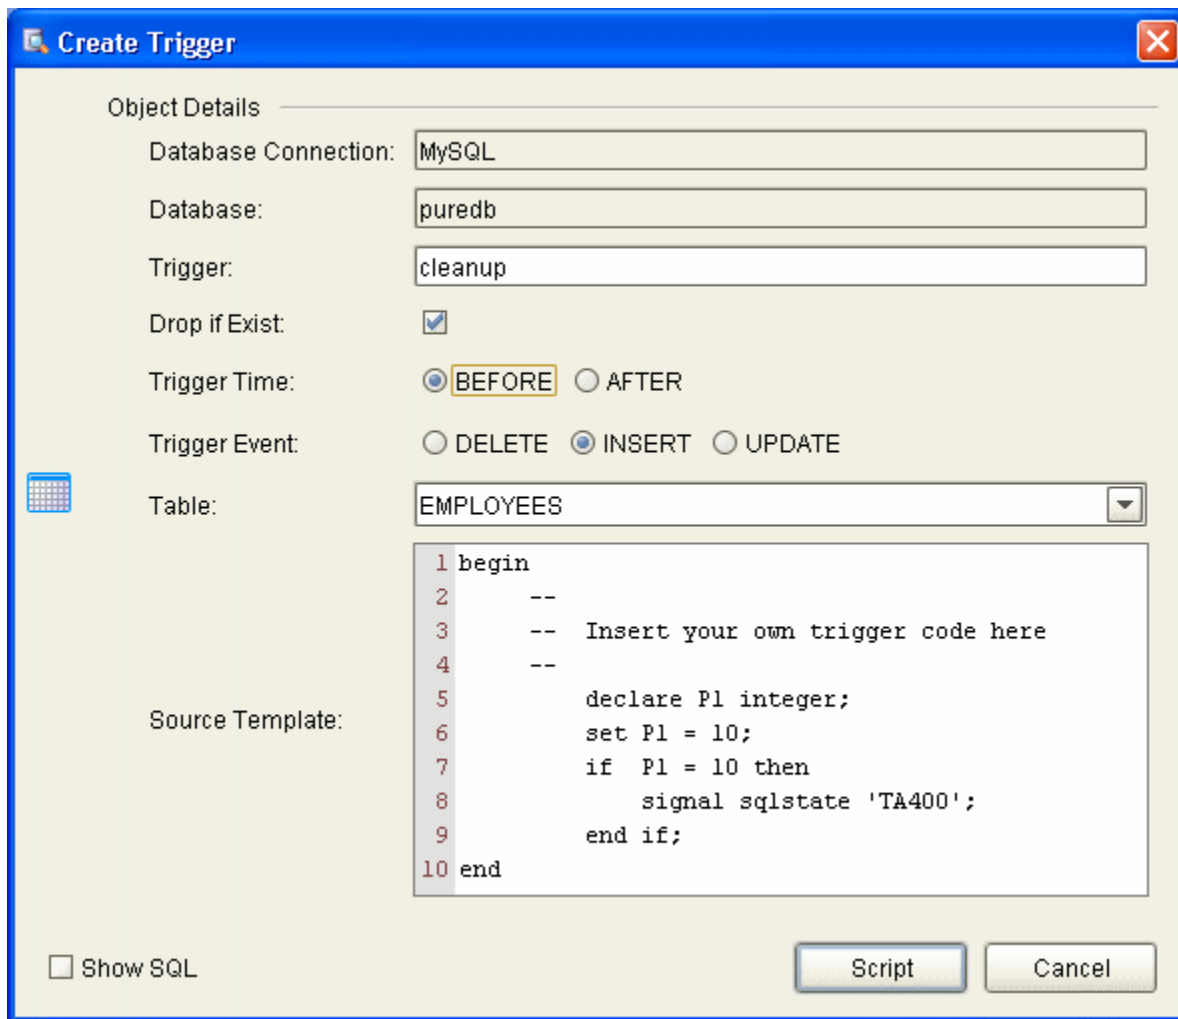 Create Trigger
Object Details
Database Connection: MySQL
Database: puredb
Trigger: cleanup
Drop if Exist:
Trigger Time: BEFORE AFTER
Trigger Event: DELETE INSERT UPDATE
Table: EMPLOYEES
Source Template:
1 begin
2 --
3 -- Insert your own trigger code here
4 --
5 declare P1 integer;
6 set P1 = 10;
7 if P1 = 10 then
8 signal sqlstate 'TA400';
9 end if;
10 end
Show SQL Script Cancel